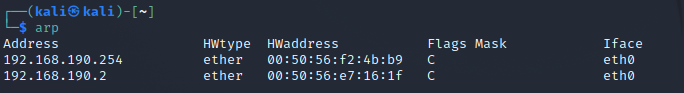 ┌──(kali㉿kali)-[~]
└─$ arp
Address                  HWtype  HWaddress           Flags Mask            Iface
192.168.190.254          ether   00:50:56:f2:4b:b9   C                     eth0
192.168.190.2            ether   00:50:56:e7:16:1f   C                     eth0